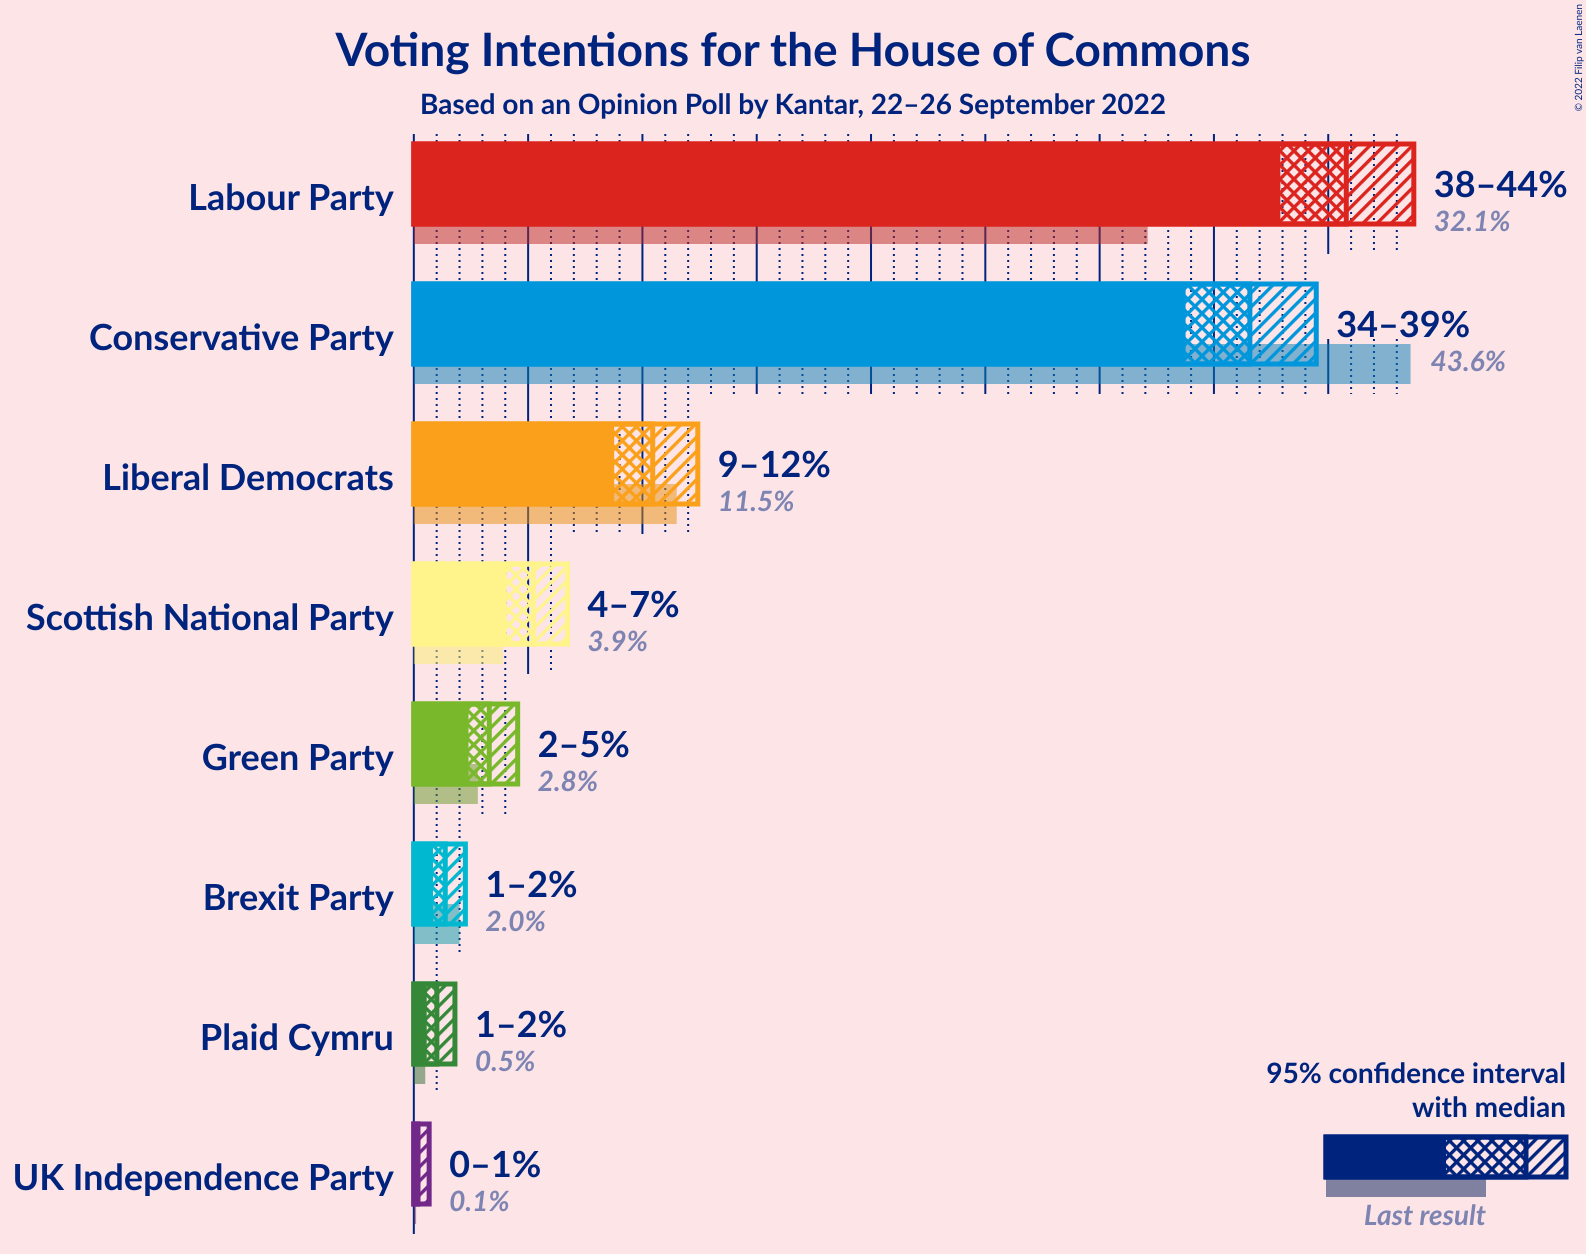 Voting Intentions for the House of Commons
Based on an Opinion Poll by Kantar, 22–26 September 2022
© 2022 Filip van Laenen
Labour Party
38–44%
32.1%
Conservative Party
34–39%
43.6%
Liberal Democrats
9–12%
11.5%
Scottish National Party
4–7%
3.9%
Green Party
2–5%
2.8%
Brexit Party
1–2%
2.0%
Plaid Cymru
1–2%
0.5%
UK Independence Party
0–1%
0.1%
95% confidence interval
with median
Last result